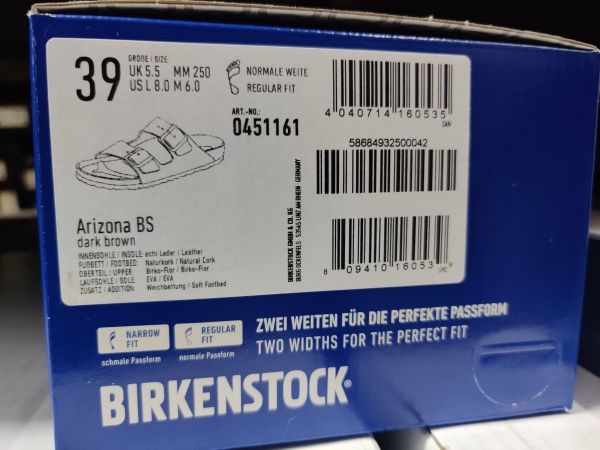 39
GRÖSSE / SIZE:
UK 5.5 MM 250
US L 8.0 M 6.0
NORMALE WEITE
REGULAR FIT
ART.-NO.:
0451161
4 040714 160535
EAN
58684932500042
8 09410 16053 9
UPC
BIRKENSTOCK GMBH & CO. KG
BURG OCKENFELS · 53545 LINZ AM RHEIN · GERMANY
Arizona BS
dark brown
INNENSOHLE / INSOLE: echt Leder / Leather
FUßBETT / FOOTBED: Naturkork / Natural Cork
OBERTEIL / UPPER: Birko-Flor / Birko-Flor
LAUFSOHLE / SOLE: EVA / EVA
ZUSATZ / ADDITION: Weichbettung / Soft Footbed
NARROW
FIT
schmale Passform
REGULAR
FIT
normale Passform
ZWEI WEITEN FÜR DIE PERFEKTE PASSFORM
TWO WIDTHS FOR THE PERFECT FIT
BIRKENSTOCK®